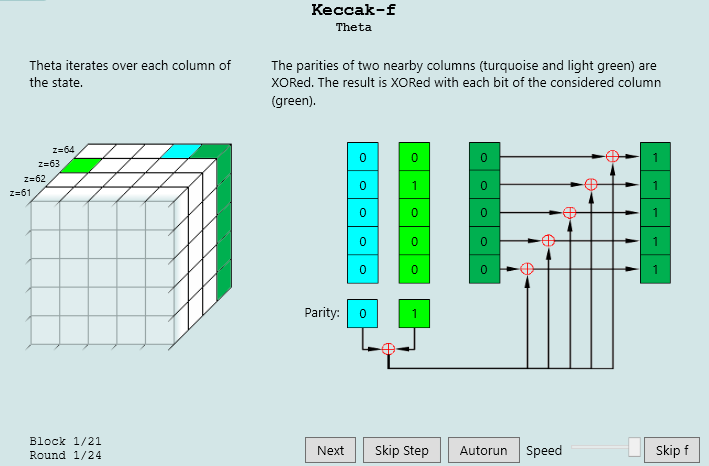 Keccak-f
Theta
Theta iterates over each column of
the state.
The parities of two nearby columns (turquoise and light green) are
XORed. The result is XORed with each bit of the considered column
(green).
z=64
z=63
z=62
z=61
0 0 0 1
0 1 0 1
0 0 0 1
0 0 0 1
0 0 0 1
Parity: 0 1
Block 1/21
Round 1/24
Next Skip Step Autorun Speed Skip f